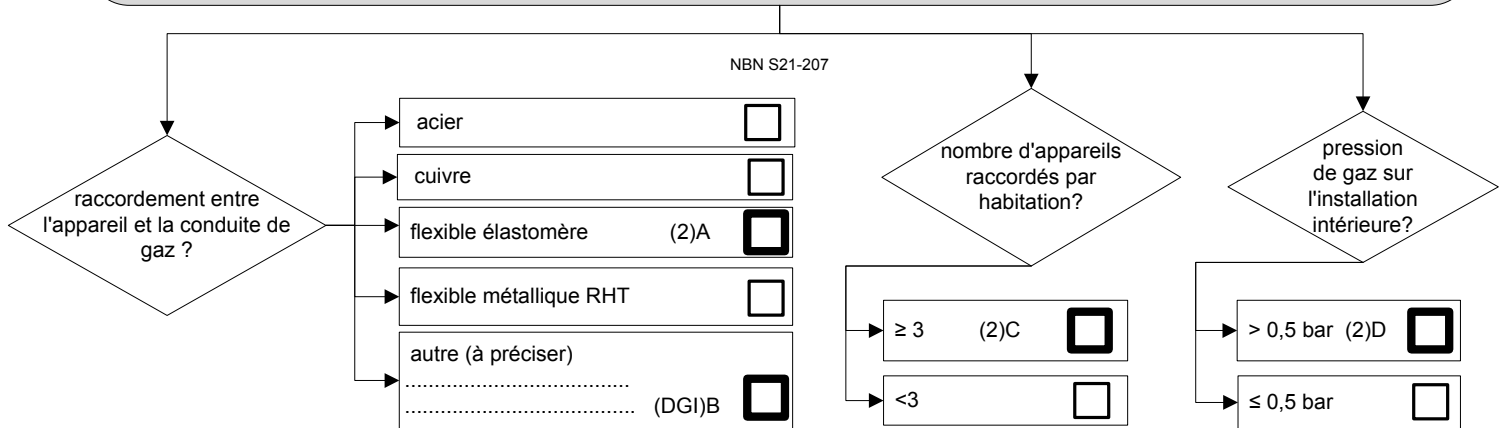 NBN S21-207
raccordement entre
l'appareil et la conduite de
gaz ?
acier
cuivre
flexible élastomère (2)A
flexible métallique RHT
autre (à préciser)
.....................................
...................................... (DGI)B
nombre d'appareils
raccordés par
habitation?
≥ 3 (2)C
<3
pression
de gaz sur
l'installation
intérieure?
> 0,5 bar (2)D
≤ 0,5 bar